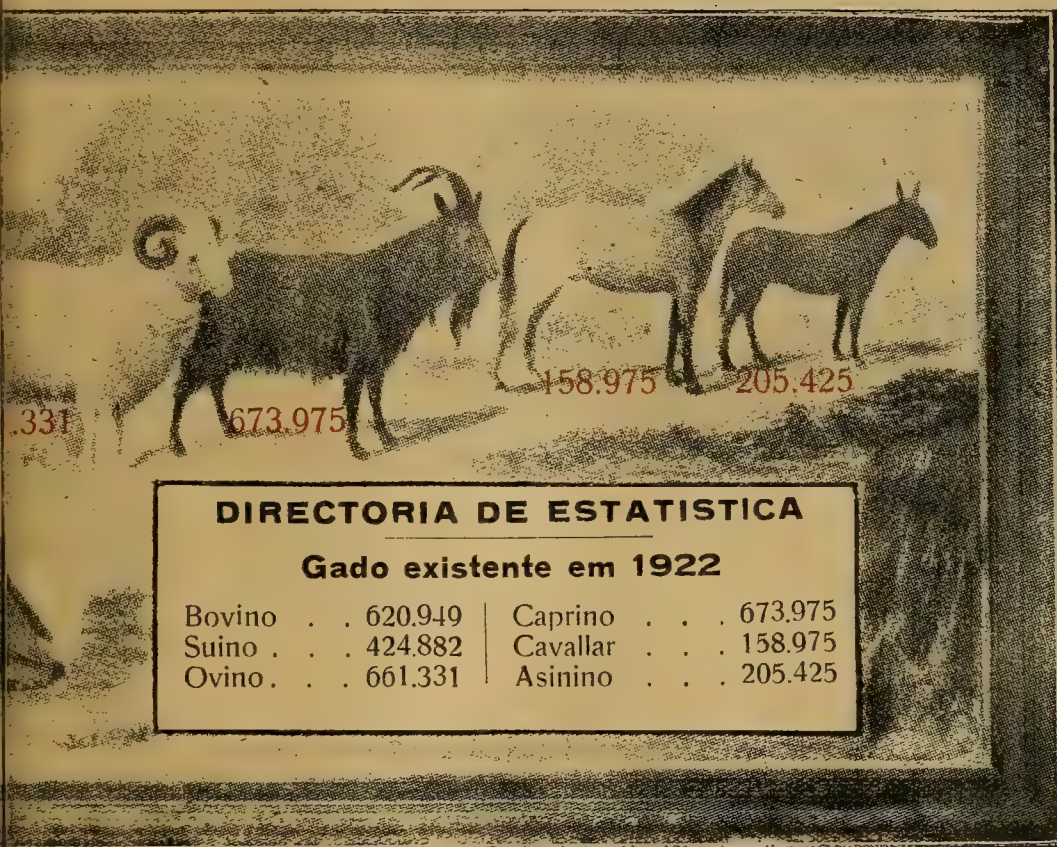 158.975 205.425
.331 673.975
DIRECTORIA DE ESTATISTICA
Gado existente em 1922
Bovino . . 620.949 Caprino . . . 673.975
Suino . . . 424.882 Cavallar . . . 158.975
Ovino . . . 661.331 Asinino . . . 205.425